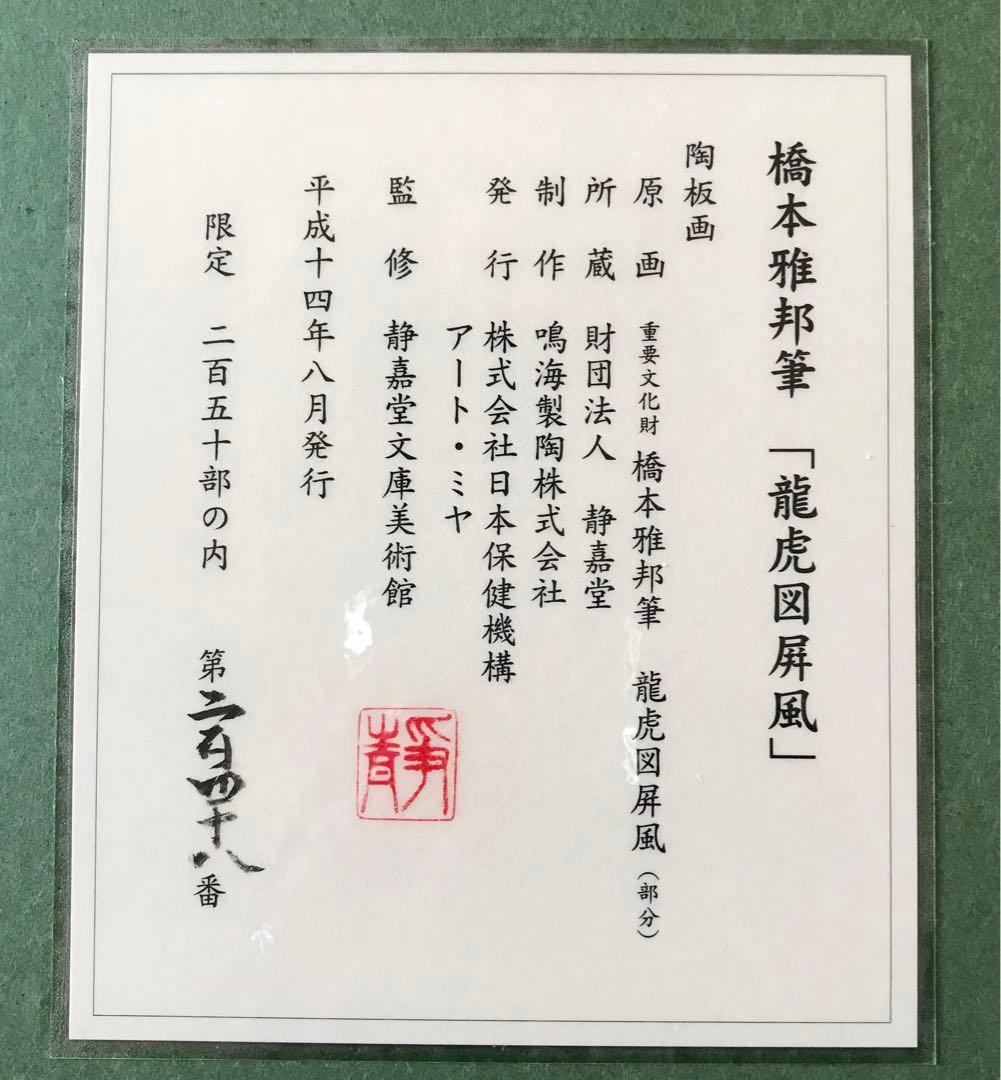 橋本雅邦筆 「龍虎図屏風」
陶板画
原画 重要文化財 橋本雅邦筆 龍虎図屏風（部分）
所蔵 財団法人 静嘉堂
制作 鳴海製陶株式会社
発行 株式会社日本保健機構
アート・ミヤ
監修 静嘉堂文庫美術館
平成十四年八月発行
限定 二百五十部の内 第二百四十八番
静